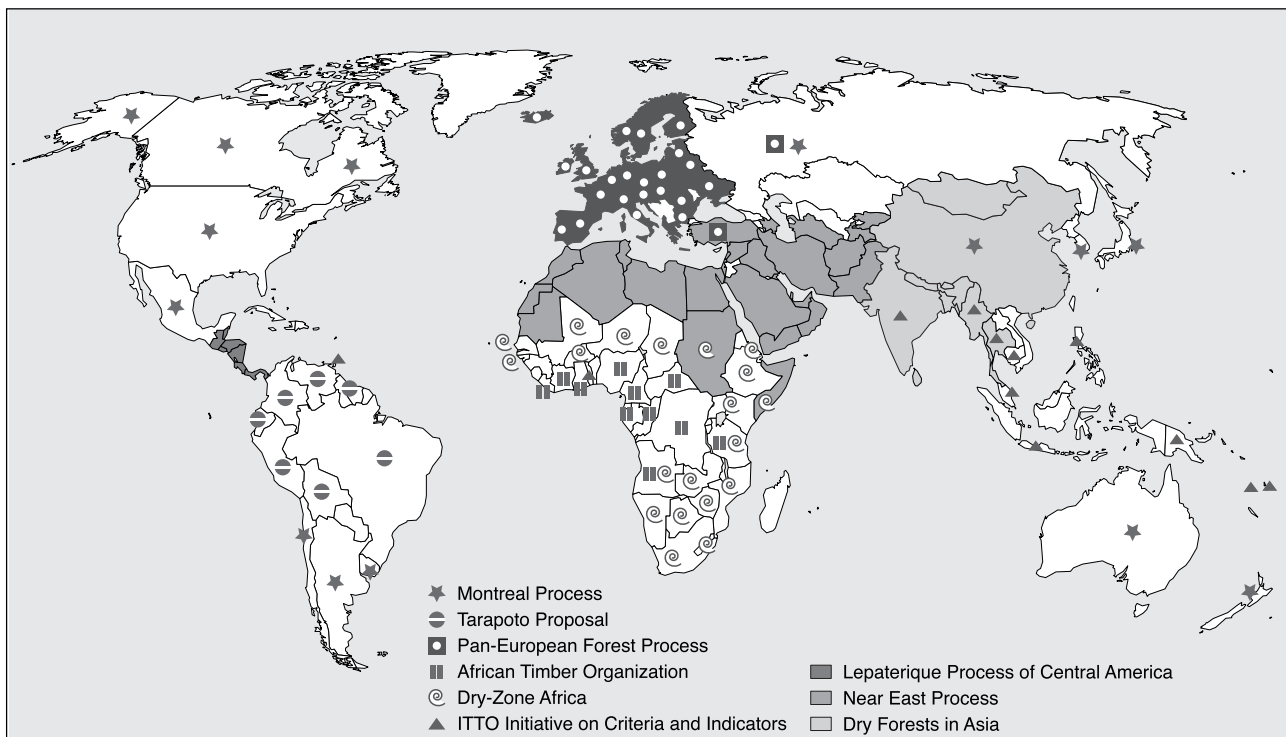 Montreal Process
Tarapoto Proposal
Pan-European Forest Process
African Timber Organization
Dry-Zone Africa
ITTO Initiative on Criteria and Indicators
Lepaterique Process of Central America
Near East Process
Dry Forests in Asia